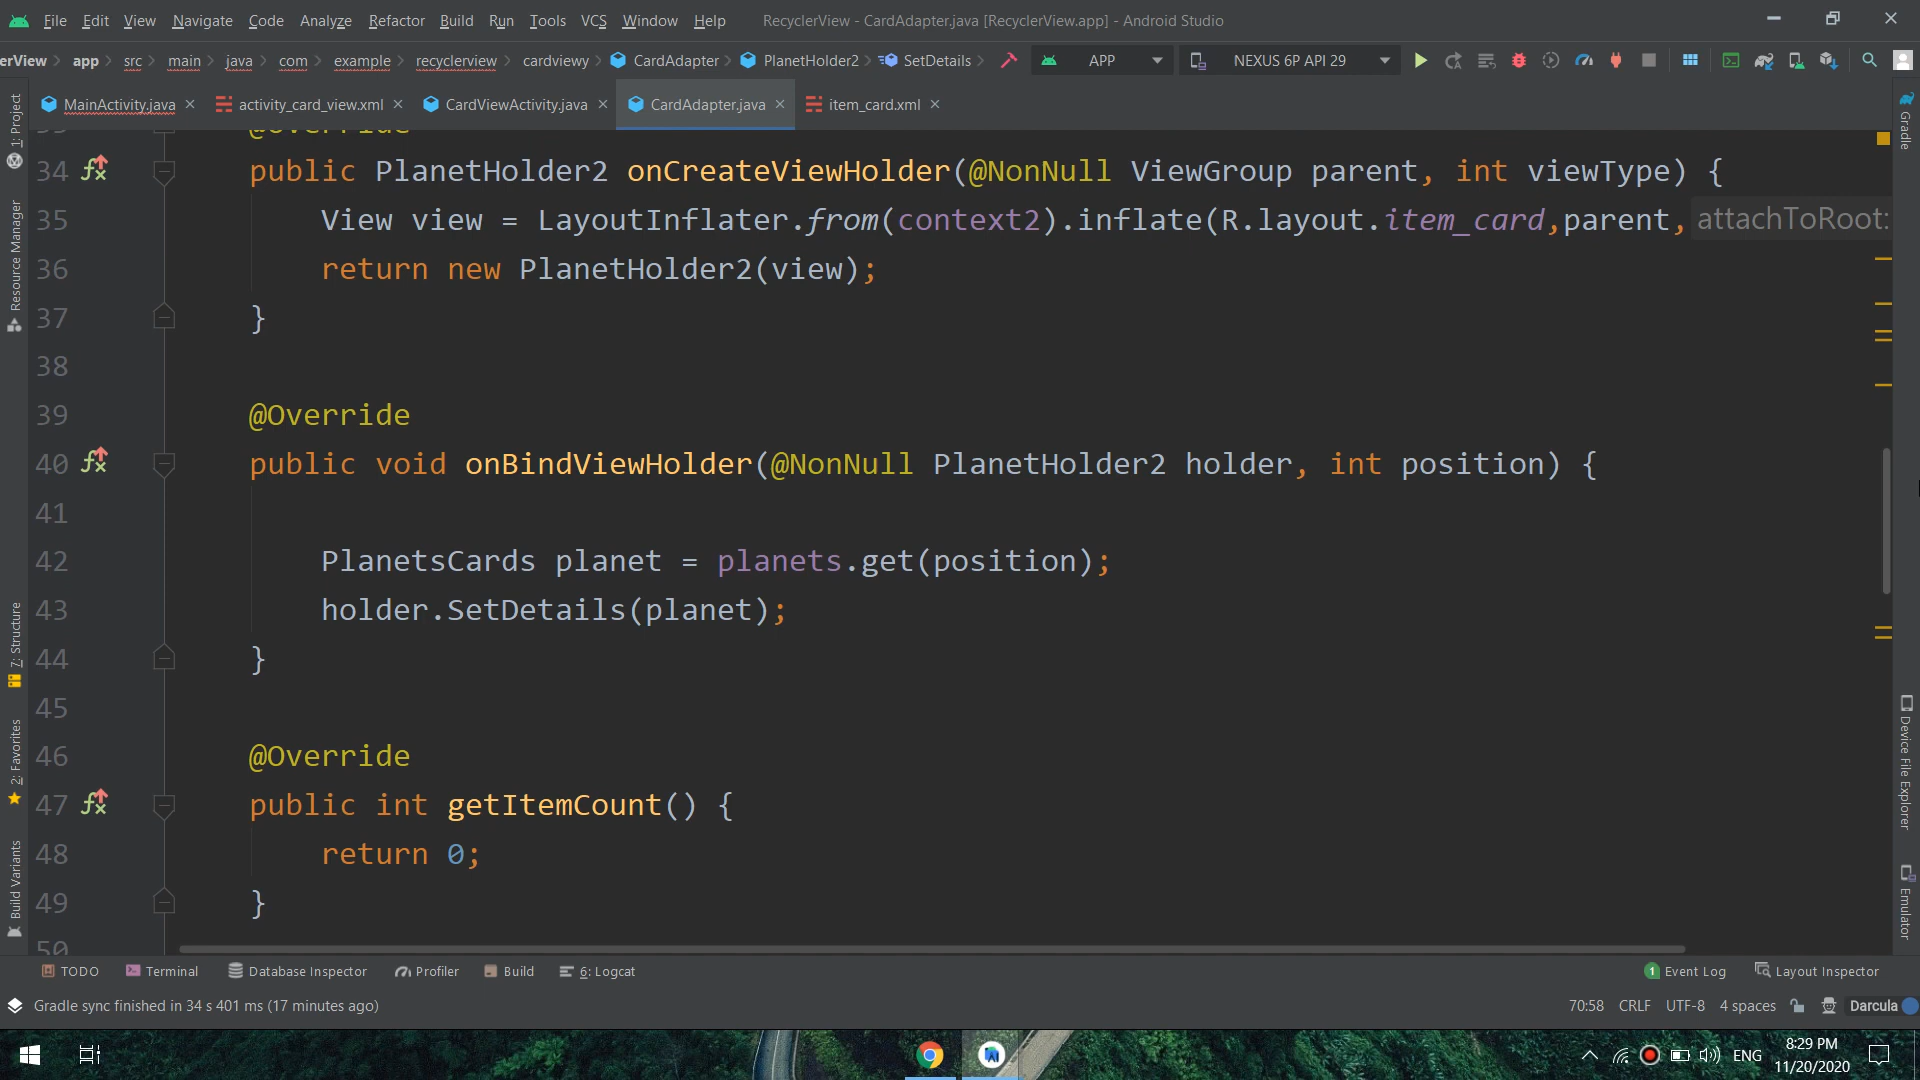 File Edit View Navigate Code Analyze Refactor Build Run Tools VCS Window Help RecyclerView - CardAdapter.java [RecyclerView.app] - Android Studio
erView app src main java com example recyclerview cardviewy CardAdapter PlanetHolder2 SetDetails APP NEXUS 6P API 29
MainActivity.java activity_card_view.xml CardViewActivity.java CardAdapter.java item_card.xml
@Override
34 public PlanetHolder2 onCreateViewHolder(@NonNull ViewGroup parent, int viewType) {
35 View view = LayoutInflater.from(context2).inflate(R.layout.item_card,parent, attachToRoot:
36 return new PlanetHolder2(view);
37 }
38
39 @Override
40 public void onBindViewHolder(@NonNull PlanetHolder2 holder, int position) {
41
42 PlanetsCards planet = planets.get(position);
43 holder.SetDetails(planet);
44 }
45
46 @Override
47 public int getItemCount() {
48 return 0;
49 }
50
1: Project
Resource Manager
7: Structure
2: Favorites
Build Variants
Gradle
Device File Explorer
Emulator
TODO Terminal Database Inspector Profiler Build 6: Logcat 1 Event Log Layout Inspector
Gradle sync finished in 34 s 401 ms (17 minutes ago) 70:58 CRLF UTF-8 4 spaces Darcula
ENG 8:29 PM
11/20/2020